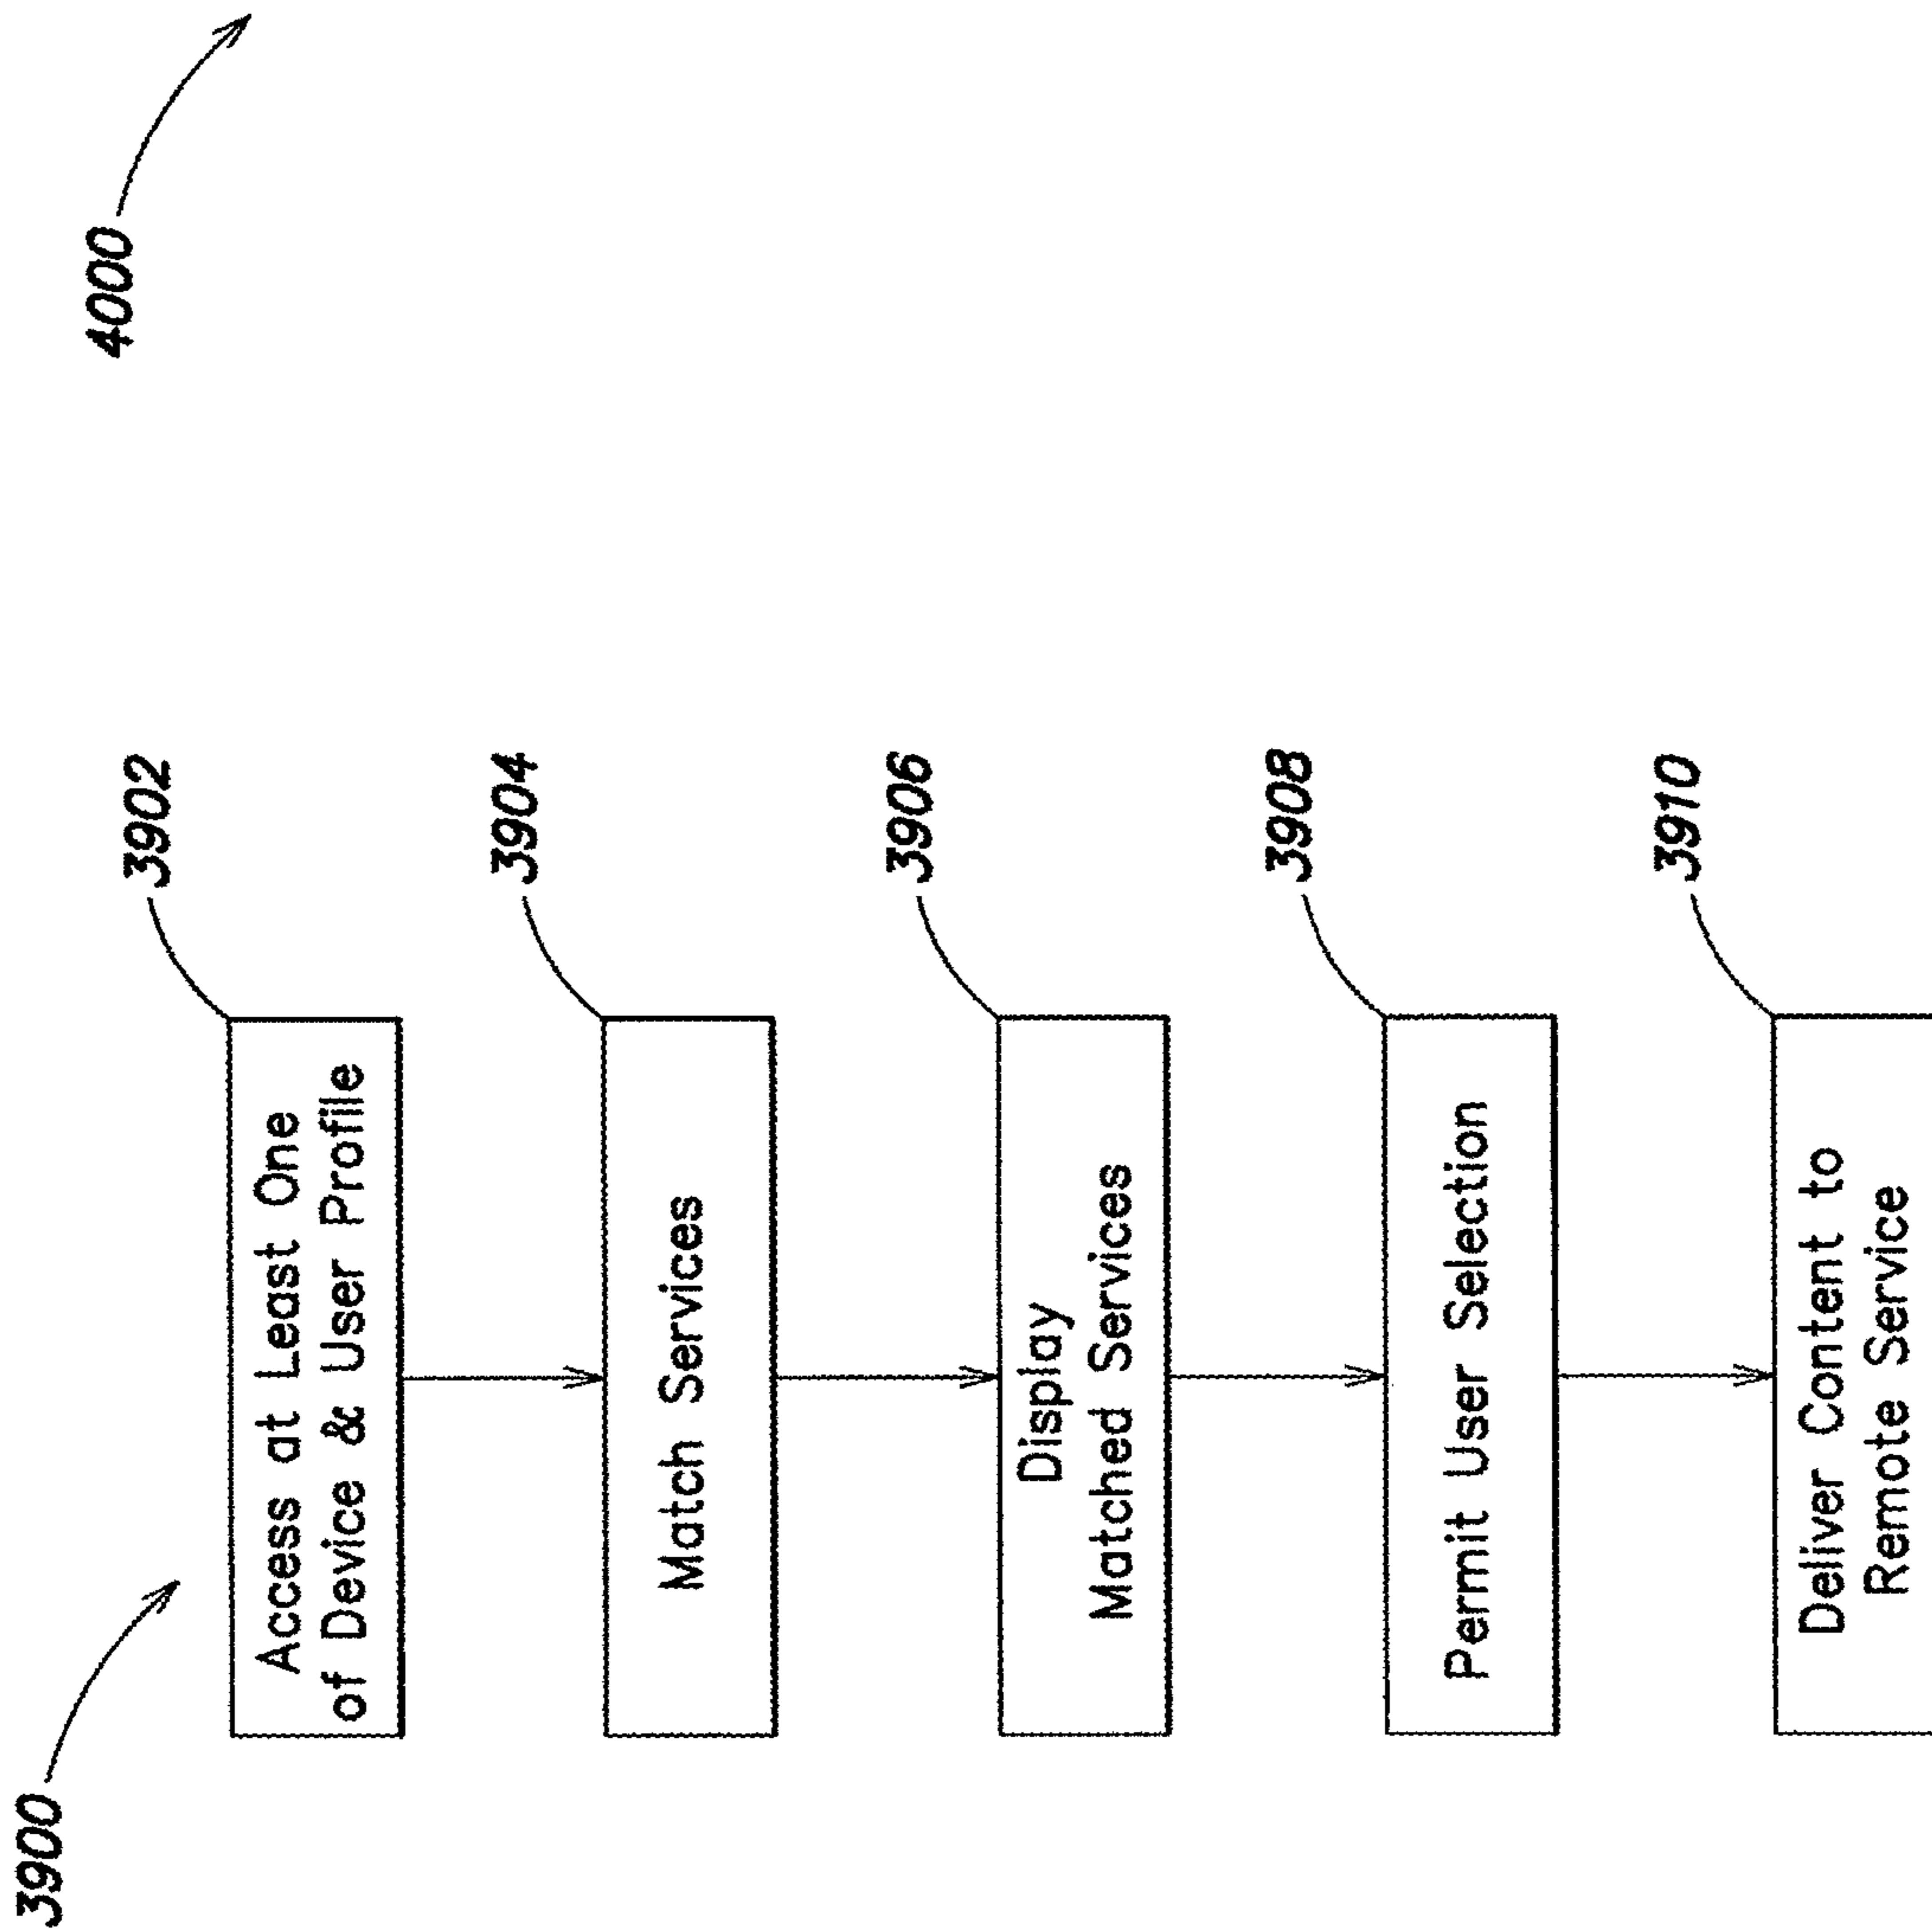 3900
3902
Access at Least One
of Device & User Profile
3904
Match Services
3906
Display
Matched Services
3908
Permit User Selection
3910
Deliver Content to
Remote Service
4000